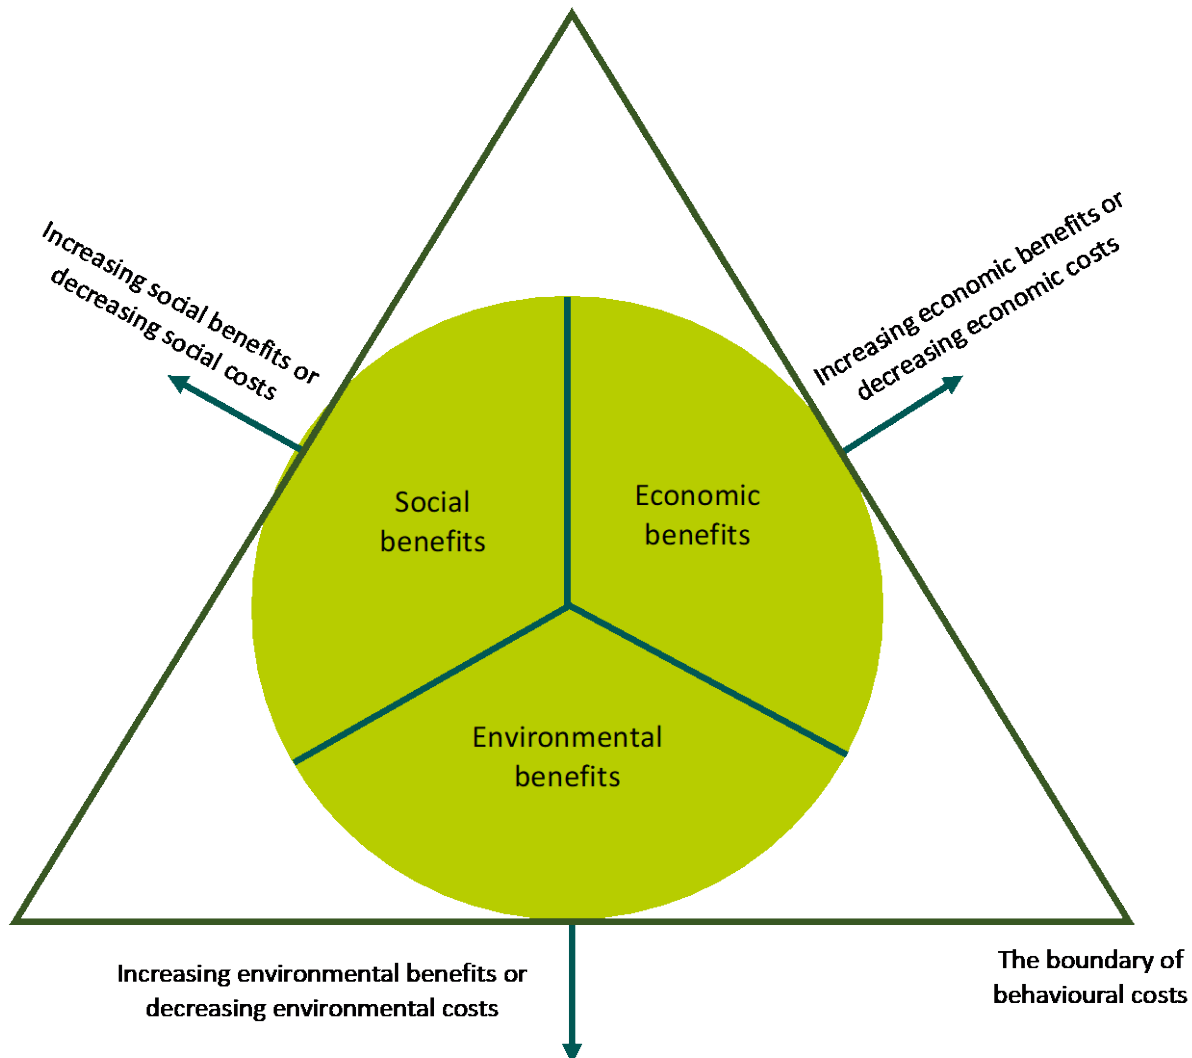 Increasing social benefits or
decreasing social costs
Increasing economic benefits or
decreasing economic costs
Social
benefits
Economic
benefits
Environmental
benefits
Increasing environmental benefits or
decreasing environmental costs
The boundary of
behavioural costs